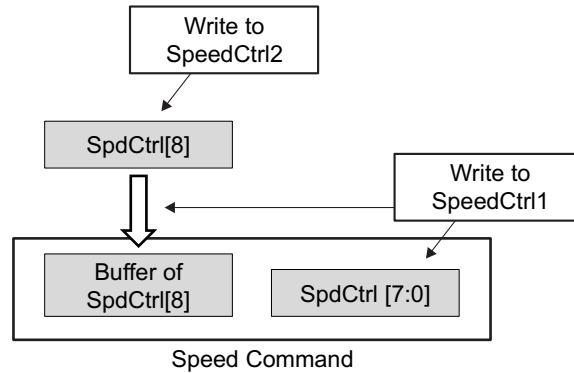 Write to
SpeedCtrl2
SpdCtrl[8]
Write to
SpeedCtrl1
Buffer of
SpdCtrl[8]
SpdCtrl [7:0]
Speed Command